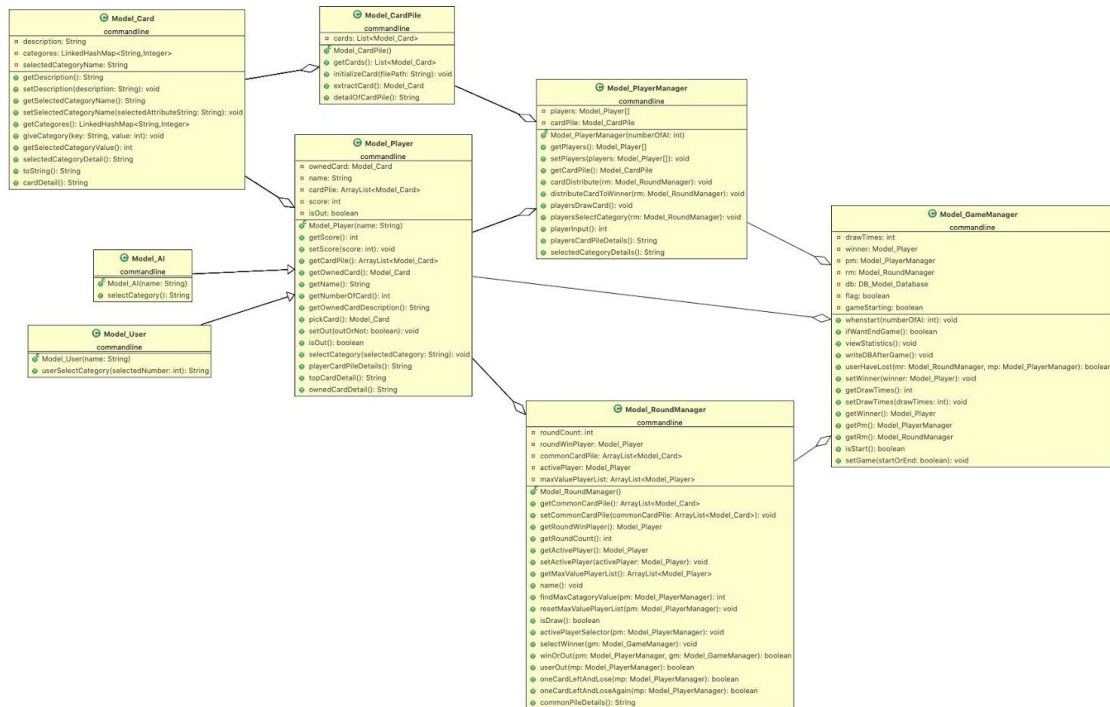 Model_Card
commandline
description: String
categores: LinkedHashMap<String,Integer>
selectedCategoryName: String
getDescription(): String
setDescription(description: String): void
getSelectedCategoryName(): String
setSelectedCategoryName(selectedAttributeString: String): void
getCategores(): LinkedHashMap<String,Integer>
giveCategory(key: String, value: int): void
getSelectedCategoryValue(): int
selectedCategoryDetail(): String
toString(): String
cardDetail(): String
Model_CardPile
commandline
cards: List<Model_Card>
Model_CardPile()
getCards(): List<Model_Card>
initializeCard(filePath: String): void
extractCard(): Model_Card
detailOfCardPile(): String
Model_PlayerManager
commandline
players: Model_Player[]
cardPile: Model_CardPile
Model_PlayerManager(numberOfAI: int)
getPlayers(): Model_Player[]
setPlayers(players: Model_Player[]): void
getCardPile(): Model_CardPile
cardDistribute(rm: Model_RoundManager): void
distributeCardToWinner(rm: Model_RoundManager): void
playersDrawCard(): void
playersSelectCategory(rm: Model_RoundManager): void
playerInput(): int
playersCardPileDetails(): String
selectedCategoryDetails(): String
Model_Player
commandline
ownedCard: Model_Card
name: String
cardPile: ArrayList<Model_Card>
score: int
isOut: boolean
Model_Player(name: String)
getScore(): int
setScore(score: int): void
getCardPile(): ArrayList<Model_Card>
getOwnedCard(): Model_Card
getName(): String
getNumberOfCard(): int
getOwnedCardDescription(): String
pickCard(): Model_Card
setOut(outOrNot: boolean): void
isOut(): boolean
selectCategory(selectedCategory: String): void
playerCardPileDetails(): String
topCardDetail(): String
ownedCardDetail(): String
Model_AI
commandline
Model_AI(name: String)
selectCategory(): String
Model_User
commandline
Model_User(name: String)
userSelectCategory(selectedNumber: int): String
Model_GameManager
commandline
drawTimes: int
winner: Model_Player
pm: Model_PlayerManager
rm: Model_RoundManager
db: DB_Model_Database
flag: boolean
gameStarting: boolean
whenstart(numberOfAI: int): void
ifWantEndGame(): boolean
viewStatistics(): void
writeDBAfterGame(): void
userHaveLost(mr: Model_RoundManager, mp: Model_PlayerManager): boolean
setWinner(winner: Model_Player): void
getDrawTimes(): int
setDrawTimes(drawTimes: int): void
getWinner(): Model_Player
getPm(): Model_PlayerManager
getRm(): Model_RoundManager
isStart(): boolean
setGame(startOrEnd: boolean): void
Model_RoundManager
commandline
roundCount: int
roundWinPlayer: Model_Player
commonCardPile: ArrayList<Model_Card>
activePlayer: Model_Player
maxValuePlayerList: ArrayList<Model_Player>
Model_RoundManager()
getCommonCardPile(): ArrayList<Model_Card>
setCommonCardPile(commonCardPile: ArrayList<Model_Card>): void
getRoundWinPlayer(): Model_Player
getRoundCount(): int
getActivePlayer(): Model_Player
setActivePlayer(activePlayer: Model_Player): void
getMaxValuePlayerList(): ArrayList<Model_Player>
name(): void
findMaxCatagoryValue(pm: Model_PlayerManager): int
resetMaxValuePlayerList(pm: Model_PlayerManager): void
isDraw(): boolean
activePlayerSelector(pm: Model_PlayerManager): void
selectWinner(gm: Model_GameManager): void
winOrOut(pm: Model_PlayerManager, gm: Model_GameManager): boolean
userOut(mp: Model_PlayerManager): boolean
oneCardLeftAndLose(mp: Model_PlayerManager): boolean
oneCardLeftAndLoseAgain(mp: Model_PlayerManager): boolean
commonPileDetails(): String